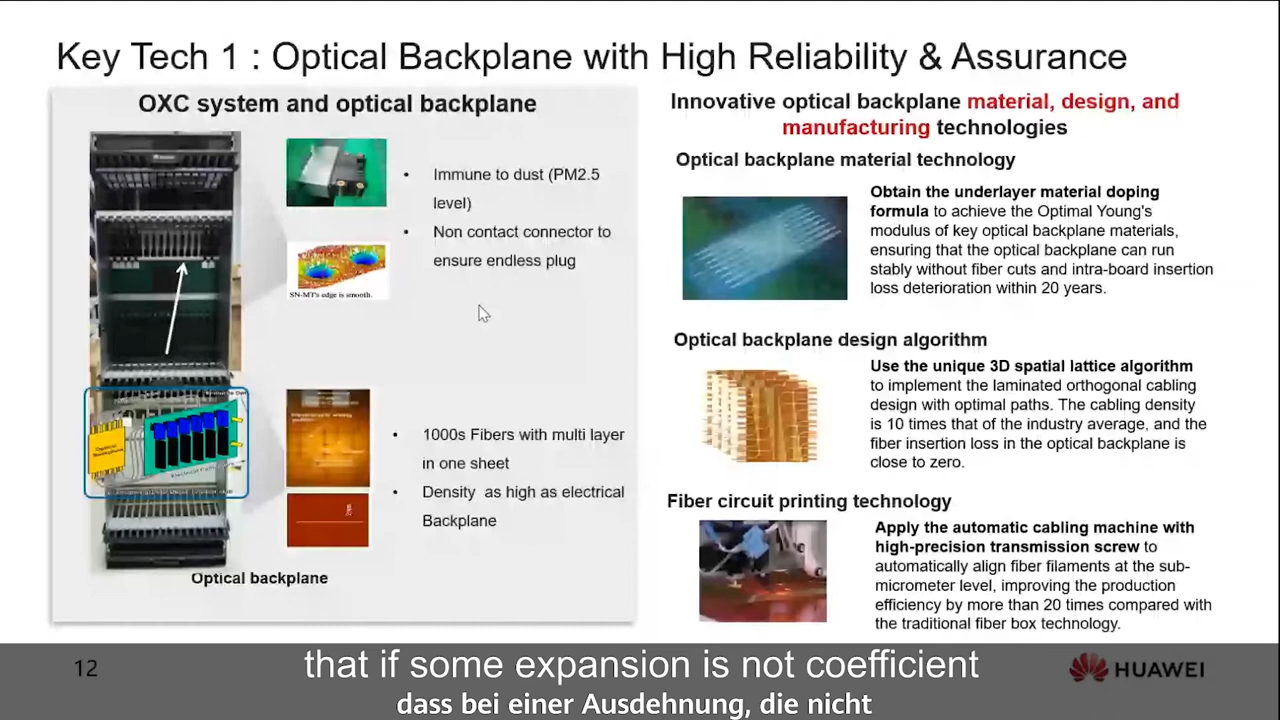 Key Tech 1 : Optical Backplane with High Reliability & Assurance
OXC system and optical backplane
• Immune to dust (PM2.5
level)
• Non contact connector to
ensure endless plug
SN-MT's edge is smooth.
• 1000s Fibers with multi layer
in one sheet
• Density as high as electrical
Backplane
Optical backplane
Innovative optical backplane material, design, and
manufacturing technologies
Optical backplane material technology
Obtain the underlayer material doping
formula to achieve the Optimal Young's
modulus of key optical backplane materials,
ensuring that the optical backplane can run
stably without fiber cuts and intra-board insertion
loss deterioration within 20 years.
Optical backplane design algorithm
Use the unique 3D spatial lattice algorithm
to implement the laminated orthogonal cabling
design with optimal paths. The cabling density
is 10 times that of the industry average, and the
fiber insertion loss in the optical backplane is
close to zero.
Fiber circuit printing technology
Apply the automatic cabling machine with
high-precision transmission screw to
automatically align fiber filaments at the sub-
micrometer level, improving the production
efficiency by more than 20 times compared with
the traditional fiber box technology.
12
HUAWEI
that if some expansion is not coefficient
dass bei einer Ausdehnung, die nicht